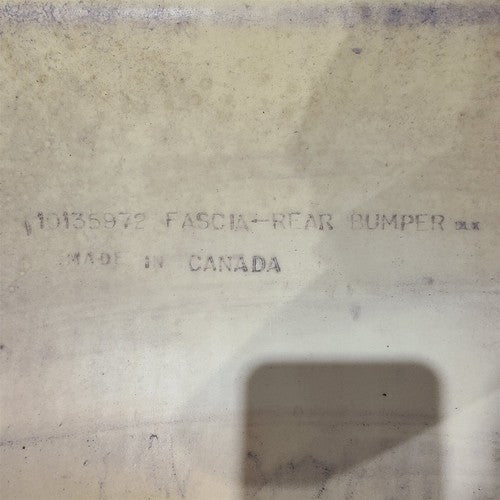 10135972 FASCIA-REAR BUMPER
MADE IN CANADA